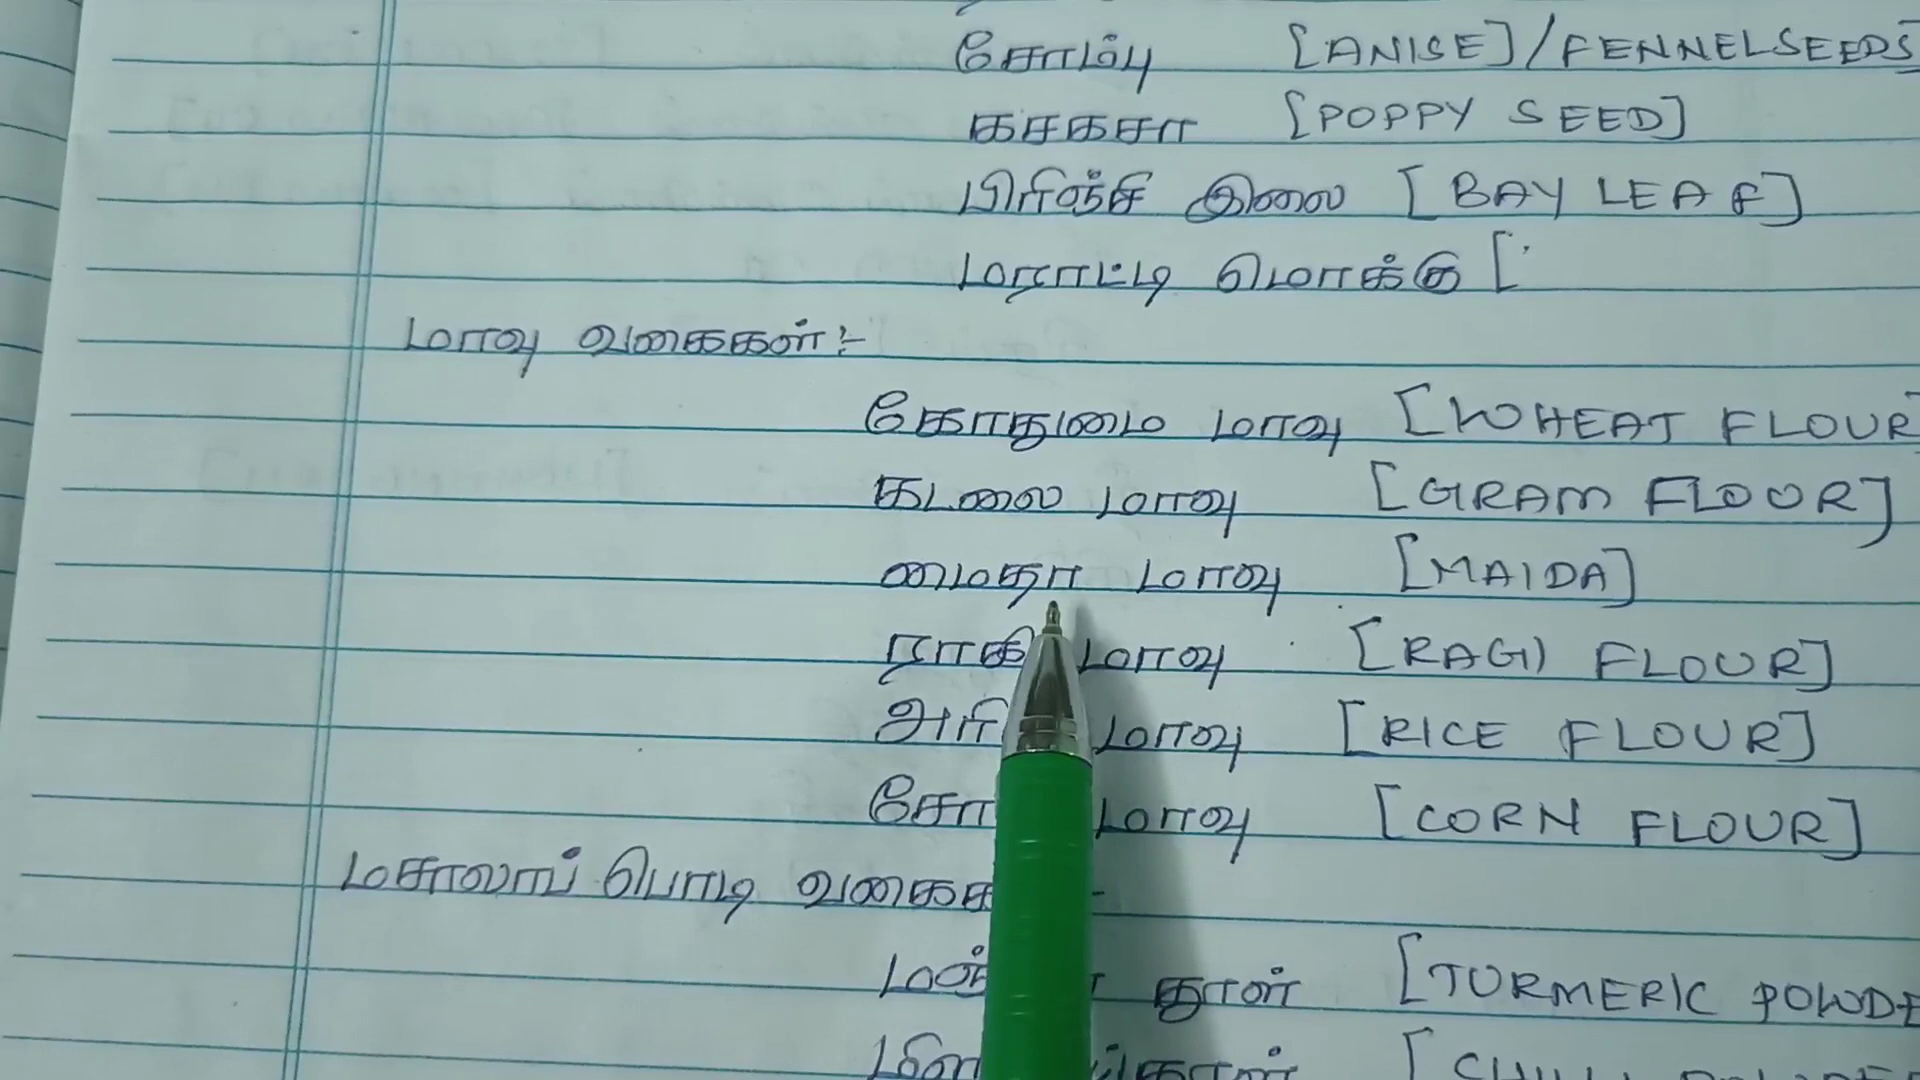 சோம்பு [ANISE]/FENNELSEEDS
கசகசா [POPPY SEED]
பிரிஞ்சி இலை [BAY LEAF]
மராட்டி மொக்கு [
மாவு வகைகள் :-
கோதுமை மாவு [WHEAT FLOUR
கடலை மாவு [GRAM FLOUR]
மைதா மாவு [MAIDA]
ராகி மாவு [RAGI FLOUR]
மாவு [RICE FLOUR]
மாவு [CORN FLOUR]
மசாலாப் பொடி
தூள் [TURMERIC POWDE